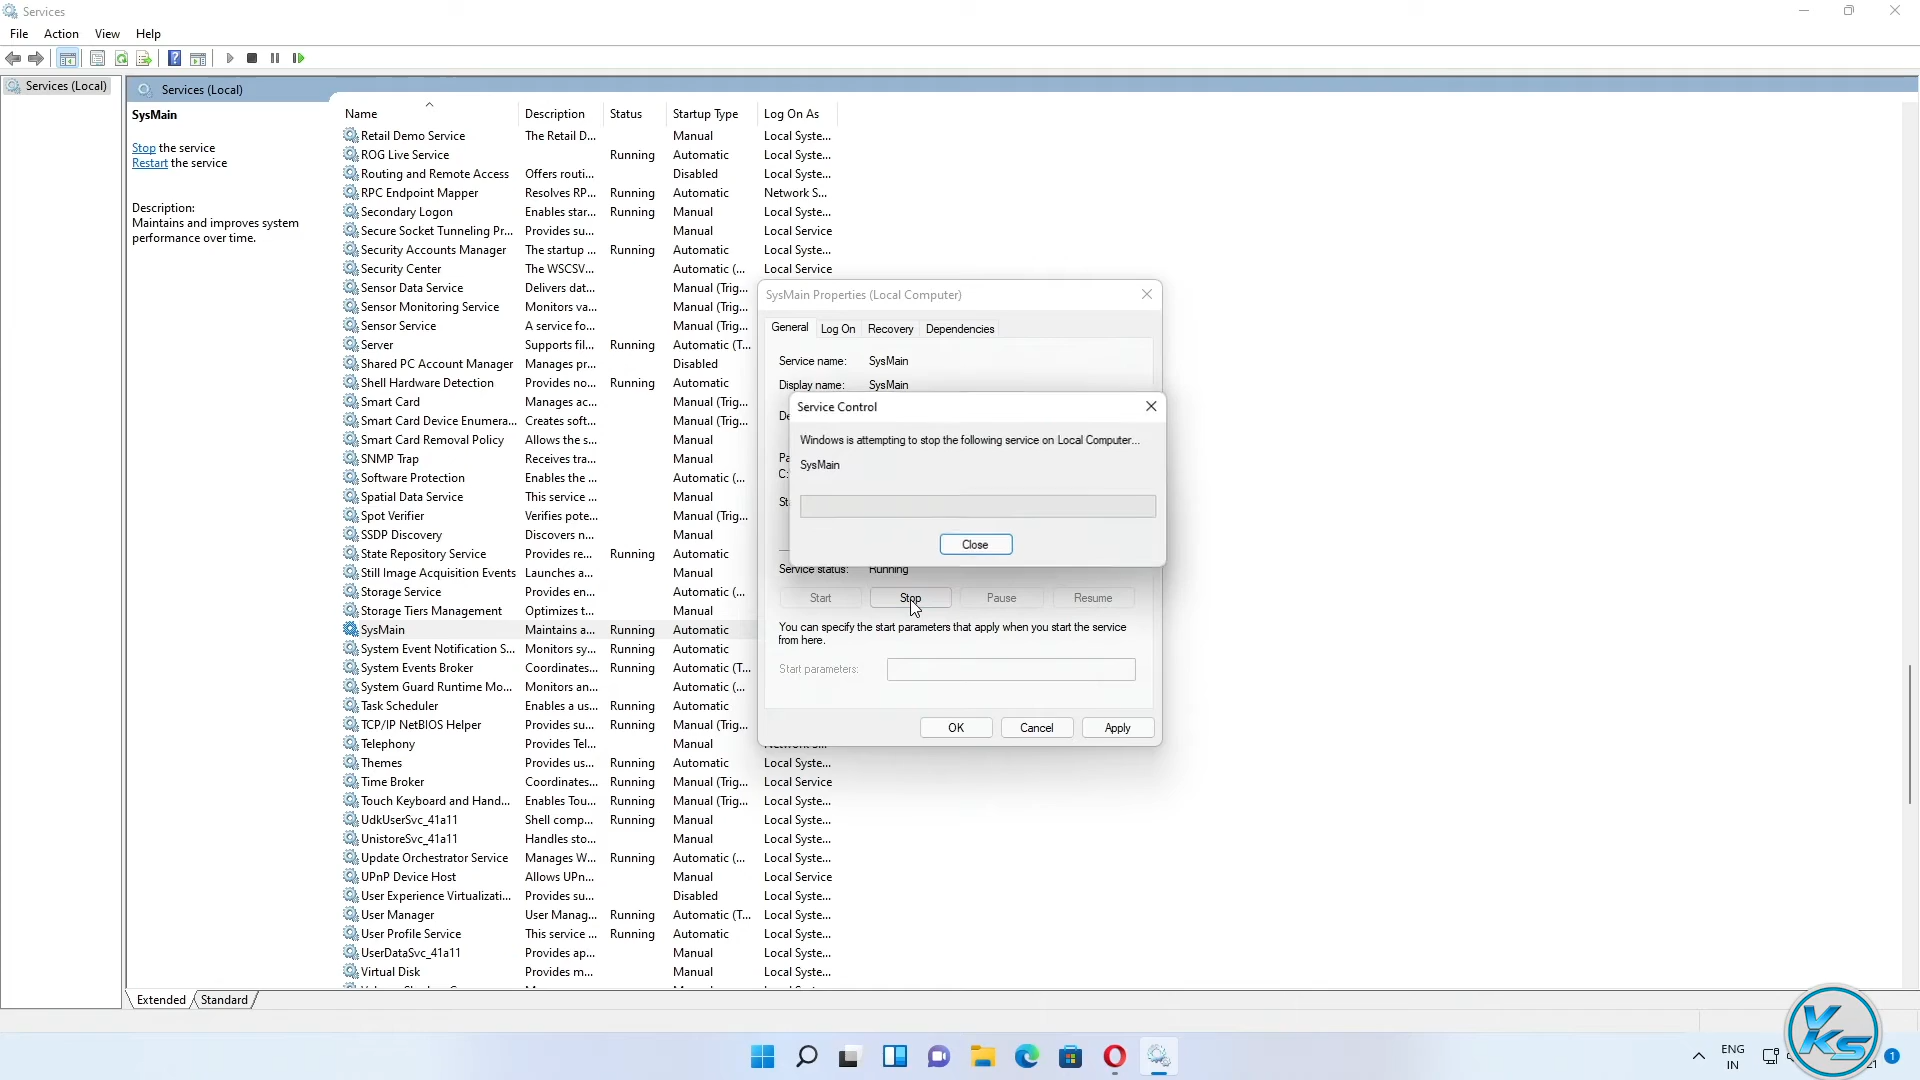 Services
File Action View Help
Services (Local)
Services (Local)
SysMain
Stop the service
Restart the service
Description:
Maintains and improves system
performance over time.
Name Description Status Startup Type Log On As
Retail Demo Service The Retail D... Manual Local Syste...
ROG Live Service Running Automatic Local Syste...
Routing and Remote Access Offers routi... Disabled Local Syste...
RPC Endpoint Mapper Resolves RP... Running Automatic Network S...
Secondary Logon Enables star... Running Manual Local Syste...
Secure Socket Tunneling Pr... Provides su... Manual Local Service
Security Accounts Manager The startup ... Running Automatic Local Syste...
Security Center The WSCSV... Automatic (... Local Service
Sensor Data Service Delivers dat... Manual (Trig...
Sensor Monitoring Service Monitors va... Manual (Trig...
Sensor Service A service fo... Manual (Trig...
Server Supports fil... Running Automatic (T...
Shared PC Account Manager Manages pr... Disabled
Shell Hardware Detection Provides no... Running Automatic
Smart Card Manages ac... Manual (Trig...
Smart Card Device Enumera... Creates soft... Manual (Trig...
Smart Card Removal Policy Allows the s... Manual
SNMP Trap Receives tra... Manual
Software Protection Enables the ... Automatic (...
Spatial Data Service This service ... Manual
Spot Verifier Verifies pote... Manual (Trig...
SSDP Discovery Discovers n... Manual
State Repository Service Provides re... Running Automatic
Still Image Acquisition Events Launches a... Manual
Storage Service Provides en... Automatic (...
Storage Tiers Management Optimizes t... Manual
SysMain Maintains a... Running Automatic
System Event Notification S... Monitors sy... Running Automatic
System Events Broker Coordinates... Running Automatic (T...
System Guard Runtime Mo... Monitors an... Automatic (...
Task Scheduler Enables a us... Running Automatic
TCP/IP NetBIOS Helper Provides su... Running Manual (Trig...
Telephony Provides Tel... Manual
Themes Provides us... Running Automatic Local Syste...
Time Broker Coordinates... Running Manual (Trig... Local Service
Touch Keyboard and Hand... Enables Tou... Running Manual (Trig... Local Syste...
UdkUserSvc_41a11 Shell comp... Running Manual Local Syste...
UnistoreSvc_41a11 Handles sto... Manual Local Syste...
Update Orchestrator Service Manages W... Running Automatic (... Local Syste...
UPnP Device Host Allows UPn... Manual Local Service
User Experience Virtualizati... Provides su... Disabled Local Syste...
User Manager User Manag... Running Automatic (T... Local Syste...
User Profile Service This service ... Running Automatic Local Syste...
UserDataSvc_41a11 Provides ap... Manual Local Syste...
Virtual Disk Provides m... Manual Local Syste...
Extended Standard
SysMain Properties (Local Computer)
General Log On Recovery Dependencies
Service name: SysMain
Display name: SysMain
Service Control
Windows is attempting to stop the following service on Local Computer...
SysMain
Close
Service status: Running
Start Stop Pause Resume
You can specify the start parameters that apply when you start the service
from here.
Start parameters:
OK Cancel Apply
ENG
IN
1
YKS